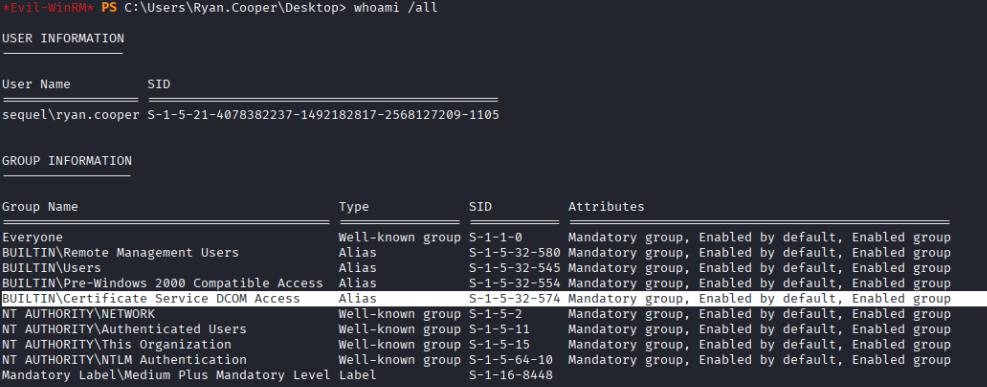 *Evil-WinRM* PS C:\Users\Ryan.Cooper\Desktop> whoami /all
USER INFORMATION
----------------
User Name SID
================= ==============================================
sequel\ryan.cooper S-1-5-21-4078382237-1492182817-2568127209-1105
GROUP INFORMATION
-----------------
Group Name Type SID Attributes
=========================================== ================ ============ ==================================================
Everyone Well-known group S-1-1-0 Mandatory group, Enabled by default, Enabled group
BUILTIN\Remote Management Users Alias S-1-5-32-580 Mandatory group, Enabled by default, Enabled group
BUILTIN\Users Alias S-1-5-32-545 Mandatory group, Enabled by default, Enabled group
BUILTIN\Pre-Windows 2000 Compatible Access Alias S-1-5-32-554 Mandatory group, Enabled by default, Enabled group
BUILTIN\Certificate Service DCOM Access Alias S-1-5-32-574 Mandatory group, Enabled by default, Enabled group
NT AUTHORITY\NETWORK Well-known group S-1-5-2 Mandatory group, Enabled by default, Enabled group
NT AUTHORITY\Authenticated Users Well-known group S-1-5-11 Mandatory group, Enabled by default, Enabled group
NT AUTHORITY\This Organization Well-known group S-1-5-15 Mandatory group, Enabled by default, Enabled group
NT AUTHORITY\NTLM Authentication Well-known group S-1-5-64-10 Mandatory group, Enabled by default, Enabled group
Mandatory Label\Medium Plus Mandatory Level Label S-1-16-8448